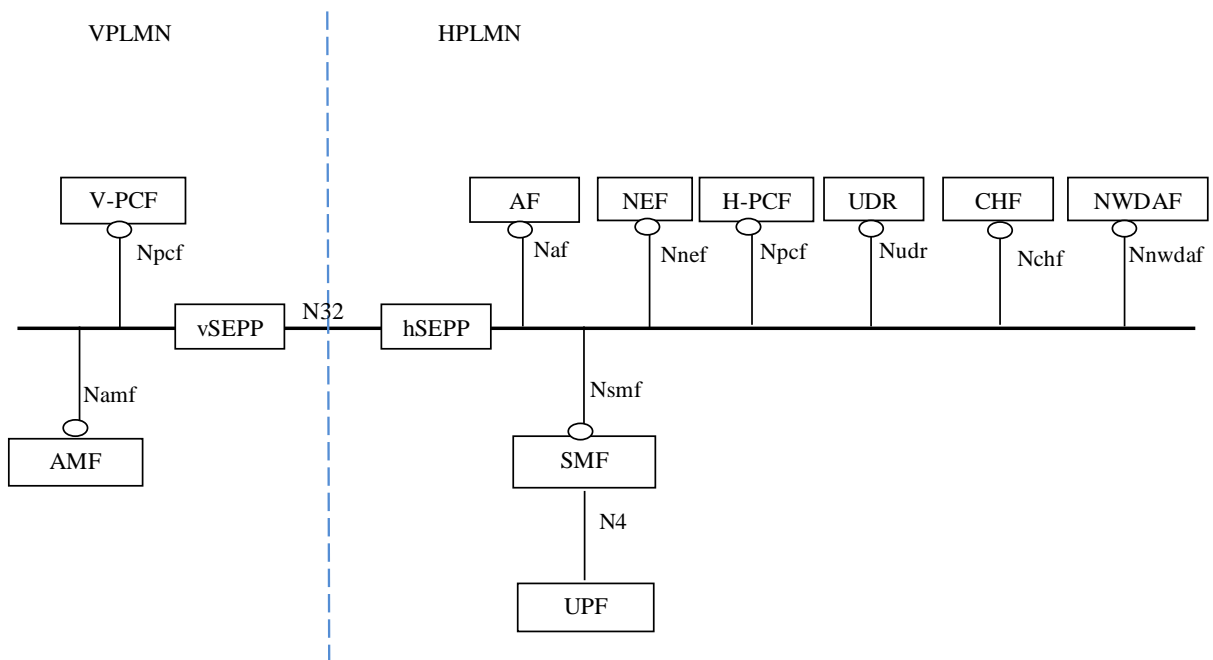 VPLMN
HPLMN
V-PCF
AF
NEF
H-PCF
UDR
CHF
NWDAF
Npcf
Naf
Nnef
Npcf
Nudr
Nchf
Nnwdaf
vSEPP
N32
hSEPP
Namf
Nsmf
AMF
SMF
N4
UPF